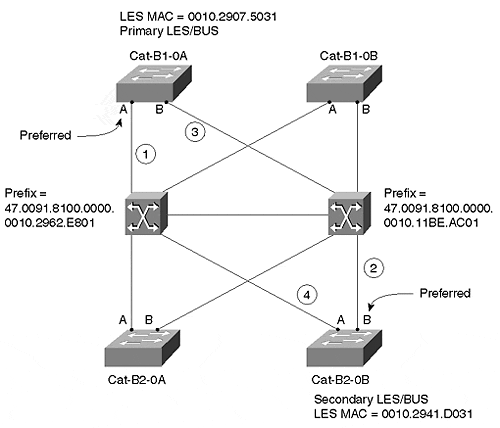 LES MAC = 0010.2907.5031
Primary LES/BUS
Cat-B1-0A
Cat-B1-0B
A
B
A
B
Preferred
3
1
Prefix =
47.0091.8100.0000.
0010.2962.E801
Prefix =
47.0091.8100.0000.
0010.11BE.AC01
2
4
Preferred
A
B
A
B
Cat-B2-0A
Cat-B2-0B
Secondary LES/BUS
LES MAC = 0010.2941.D031